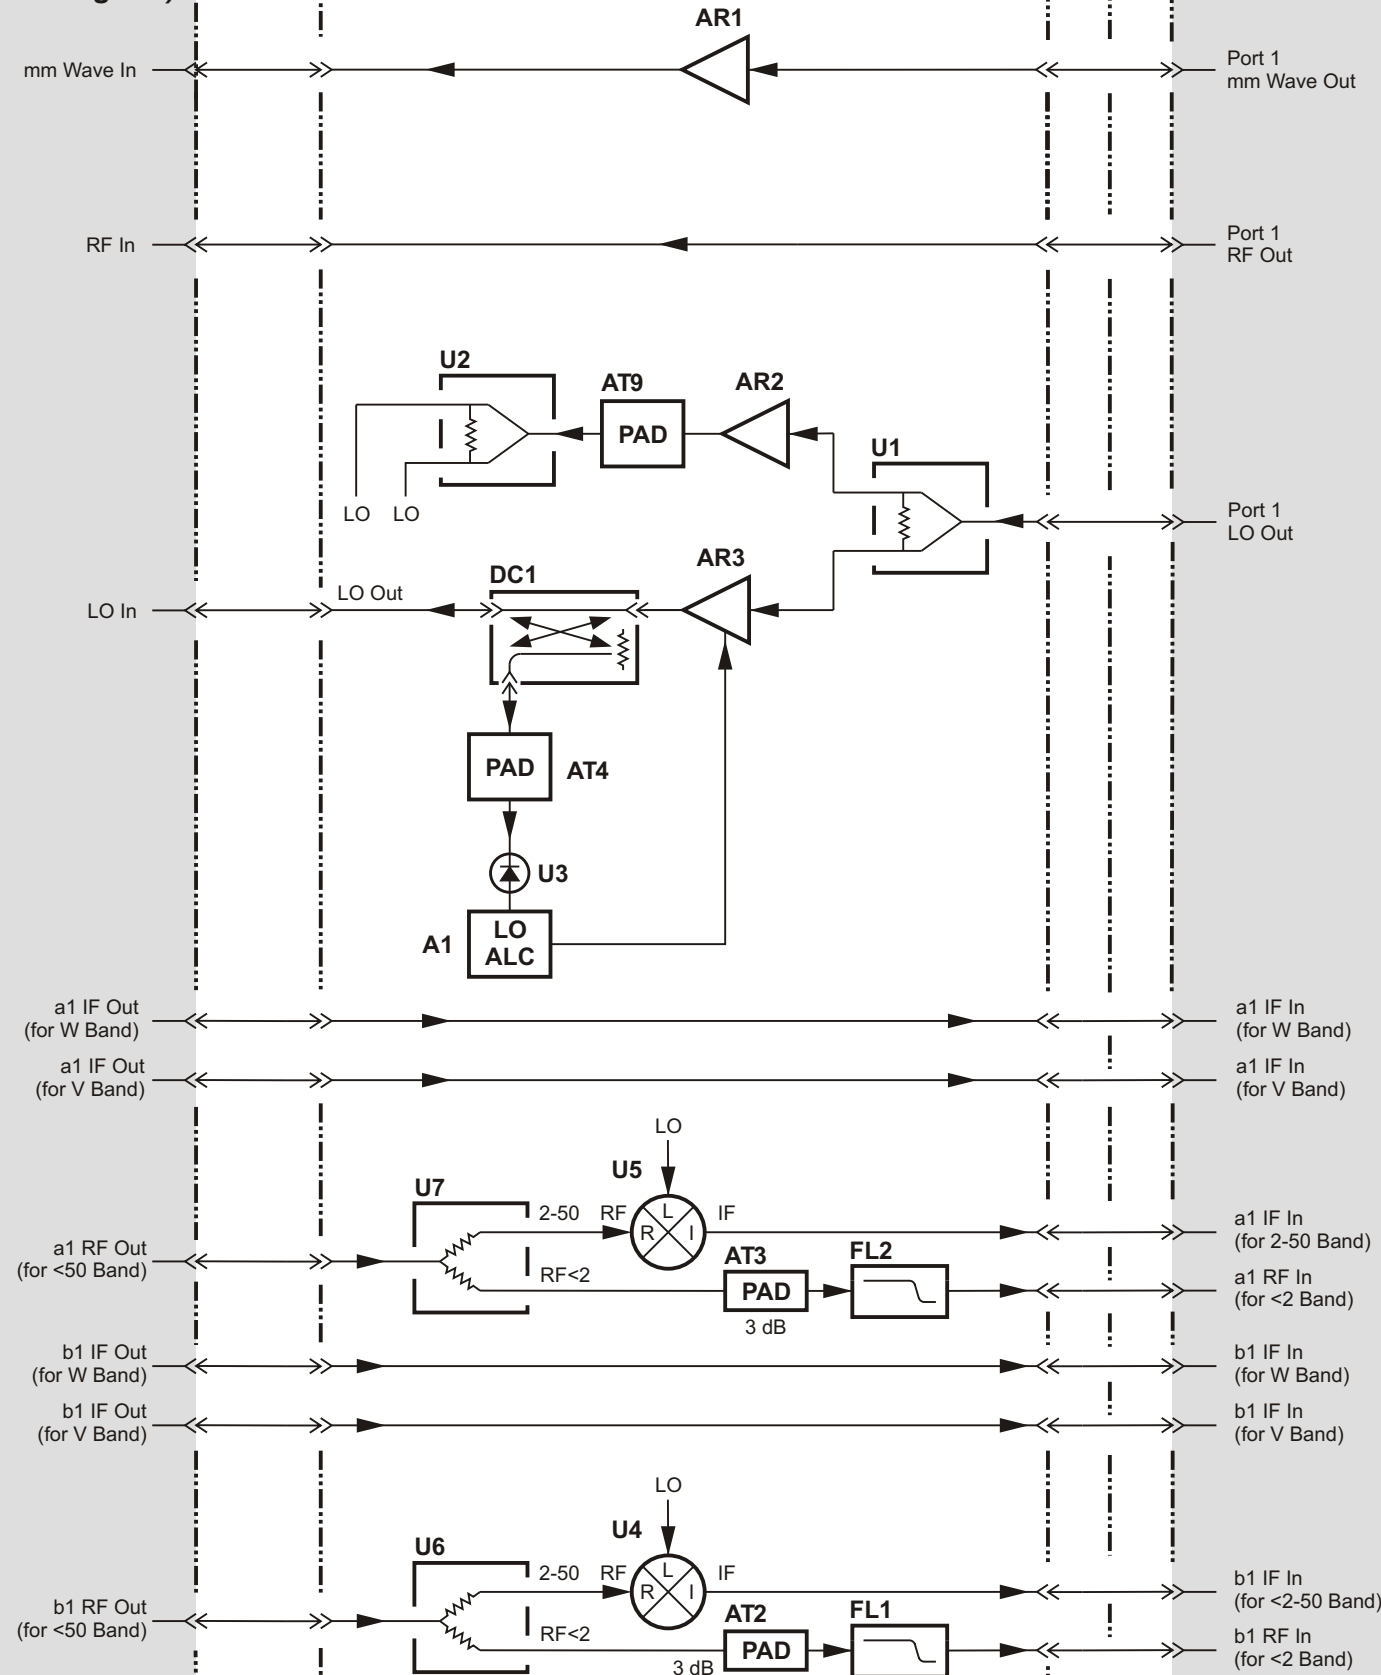 AR1
mm Wave In
Port 1
mm Wave Out
RF In
Port 1
RF Out
U2
AT9
PAD
AR2
U1
LO LO
Port 1
LO Out
AR3
DC1
LO Out
LO In
PAD
AT4
U3
A1
LO
ALC
a1 IF Out
(for W Band)
a1 IF In
(for W Band)
a1 IF Out
(for V Band)
a1 IF In
(for V Band)
LO
U5
U7
2-50
RF
L
R
I
IF
a1 IF In
(for 2-50 Band)
a1 RF Out
(for <50 Band)
RF<2
AT3
PAD
3 dB
FL2
a1 RF In
(for <2 Band)
b1 IF Out
(for W Band)
b1 IF In
(for W Band)
b1 IF Out
(for V Band)
b1 IF In
(for V Band)
LO
U4
U6
2-50
RF
L
R
I
IF
b1 IF In
(for <2-50 Band)
b1 RF Out
(for <50 Band)
RF<2
AT2
PAD
3 dB
FL1
b1 RF In
(for <2 Band)